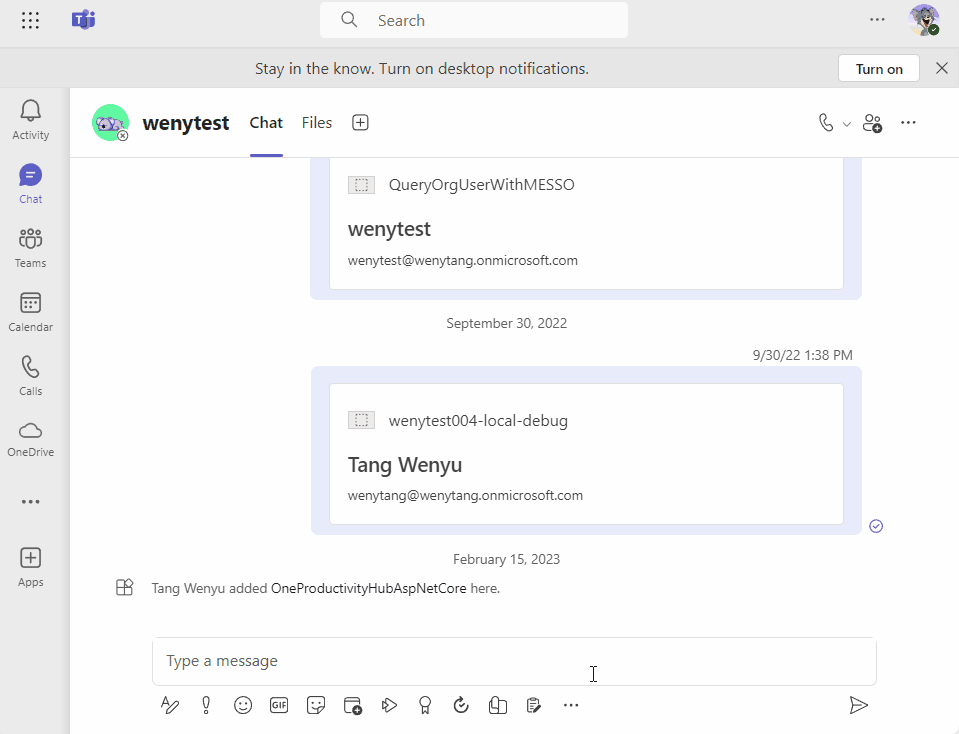 Search
Stay in the know. Turn on desktop notifications.
Turn on
Activity
Chat
Teams
Calendar
Calls
OneDrive
Apps
wenytest
Chat
Files
QueryOrgUserWithMESSO
wenytest
wenytest@wenytang.onmicrosoft.com
September 30, 2022
9/30/22 1:38 PM
wenytest004-local-debug
Tang Wenyu
wenytang@wenytang.onmicrosoft.com
February 15, 2023
Tang Wenyu added OneProductivityHubAspNetCore here.
Type a message
GIF